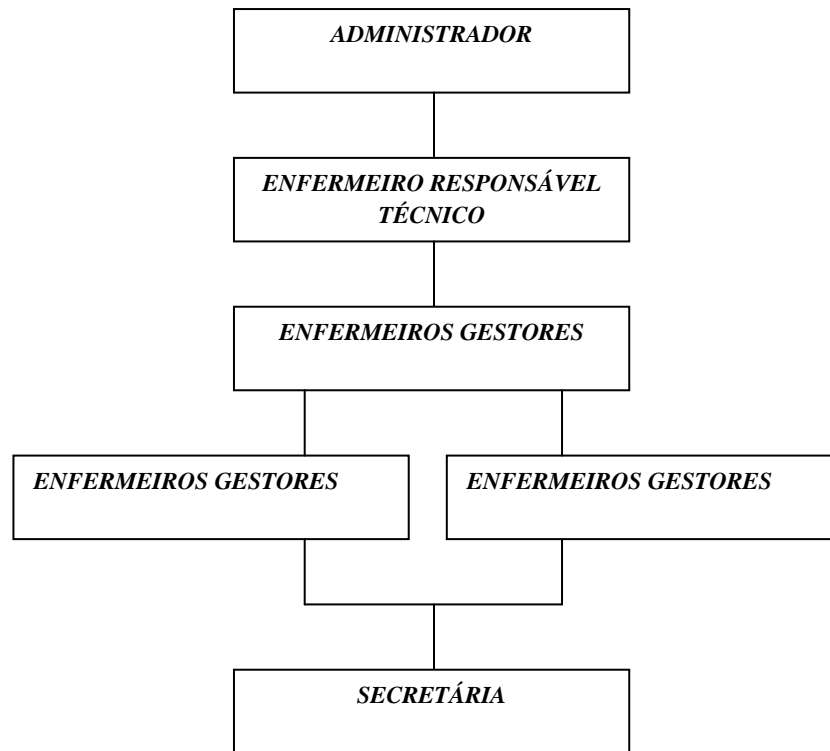 ADMINISTRADOR
ENFERMEIRO RESPONSÁVEL
TÉCNICO
ENFERMEIROS GESTORES
ENFERMEIROS GESTORES
ENFERMEIROS GESTORES
SECRETÁRIA